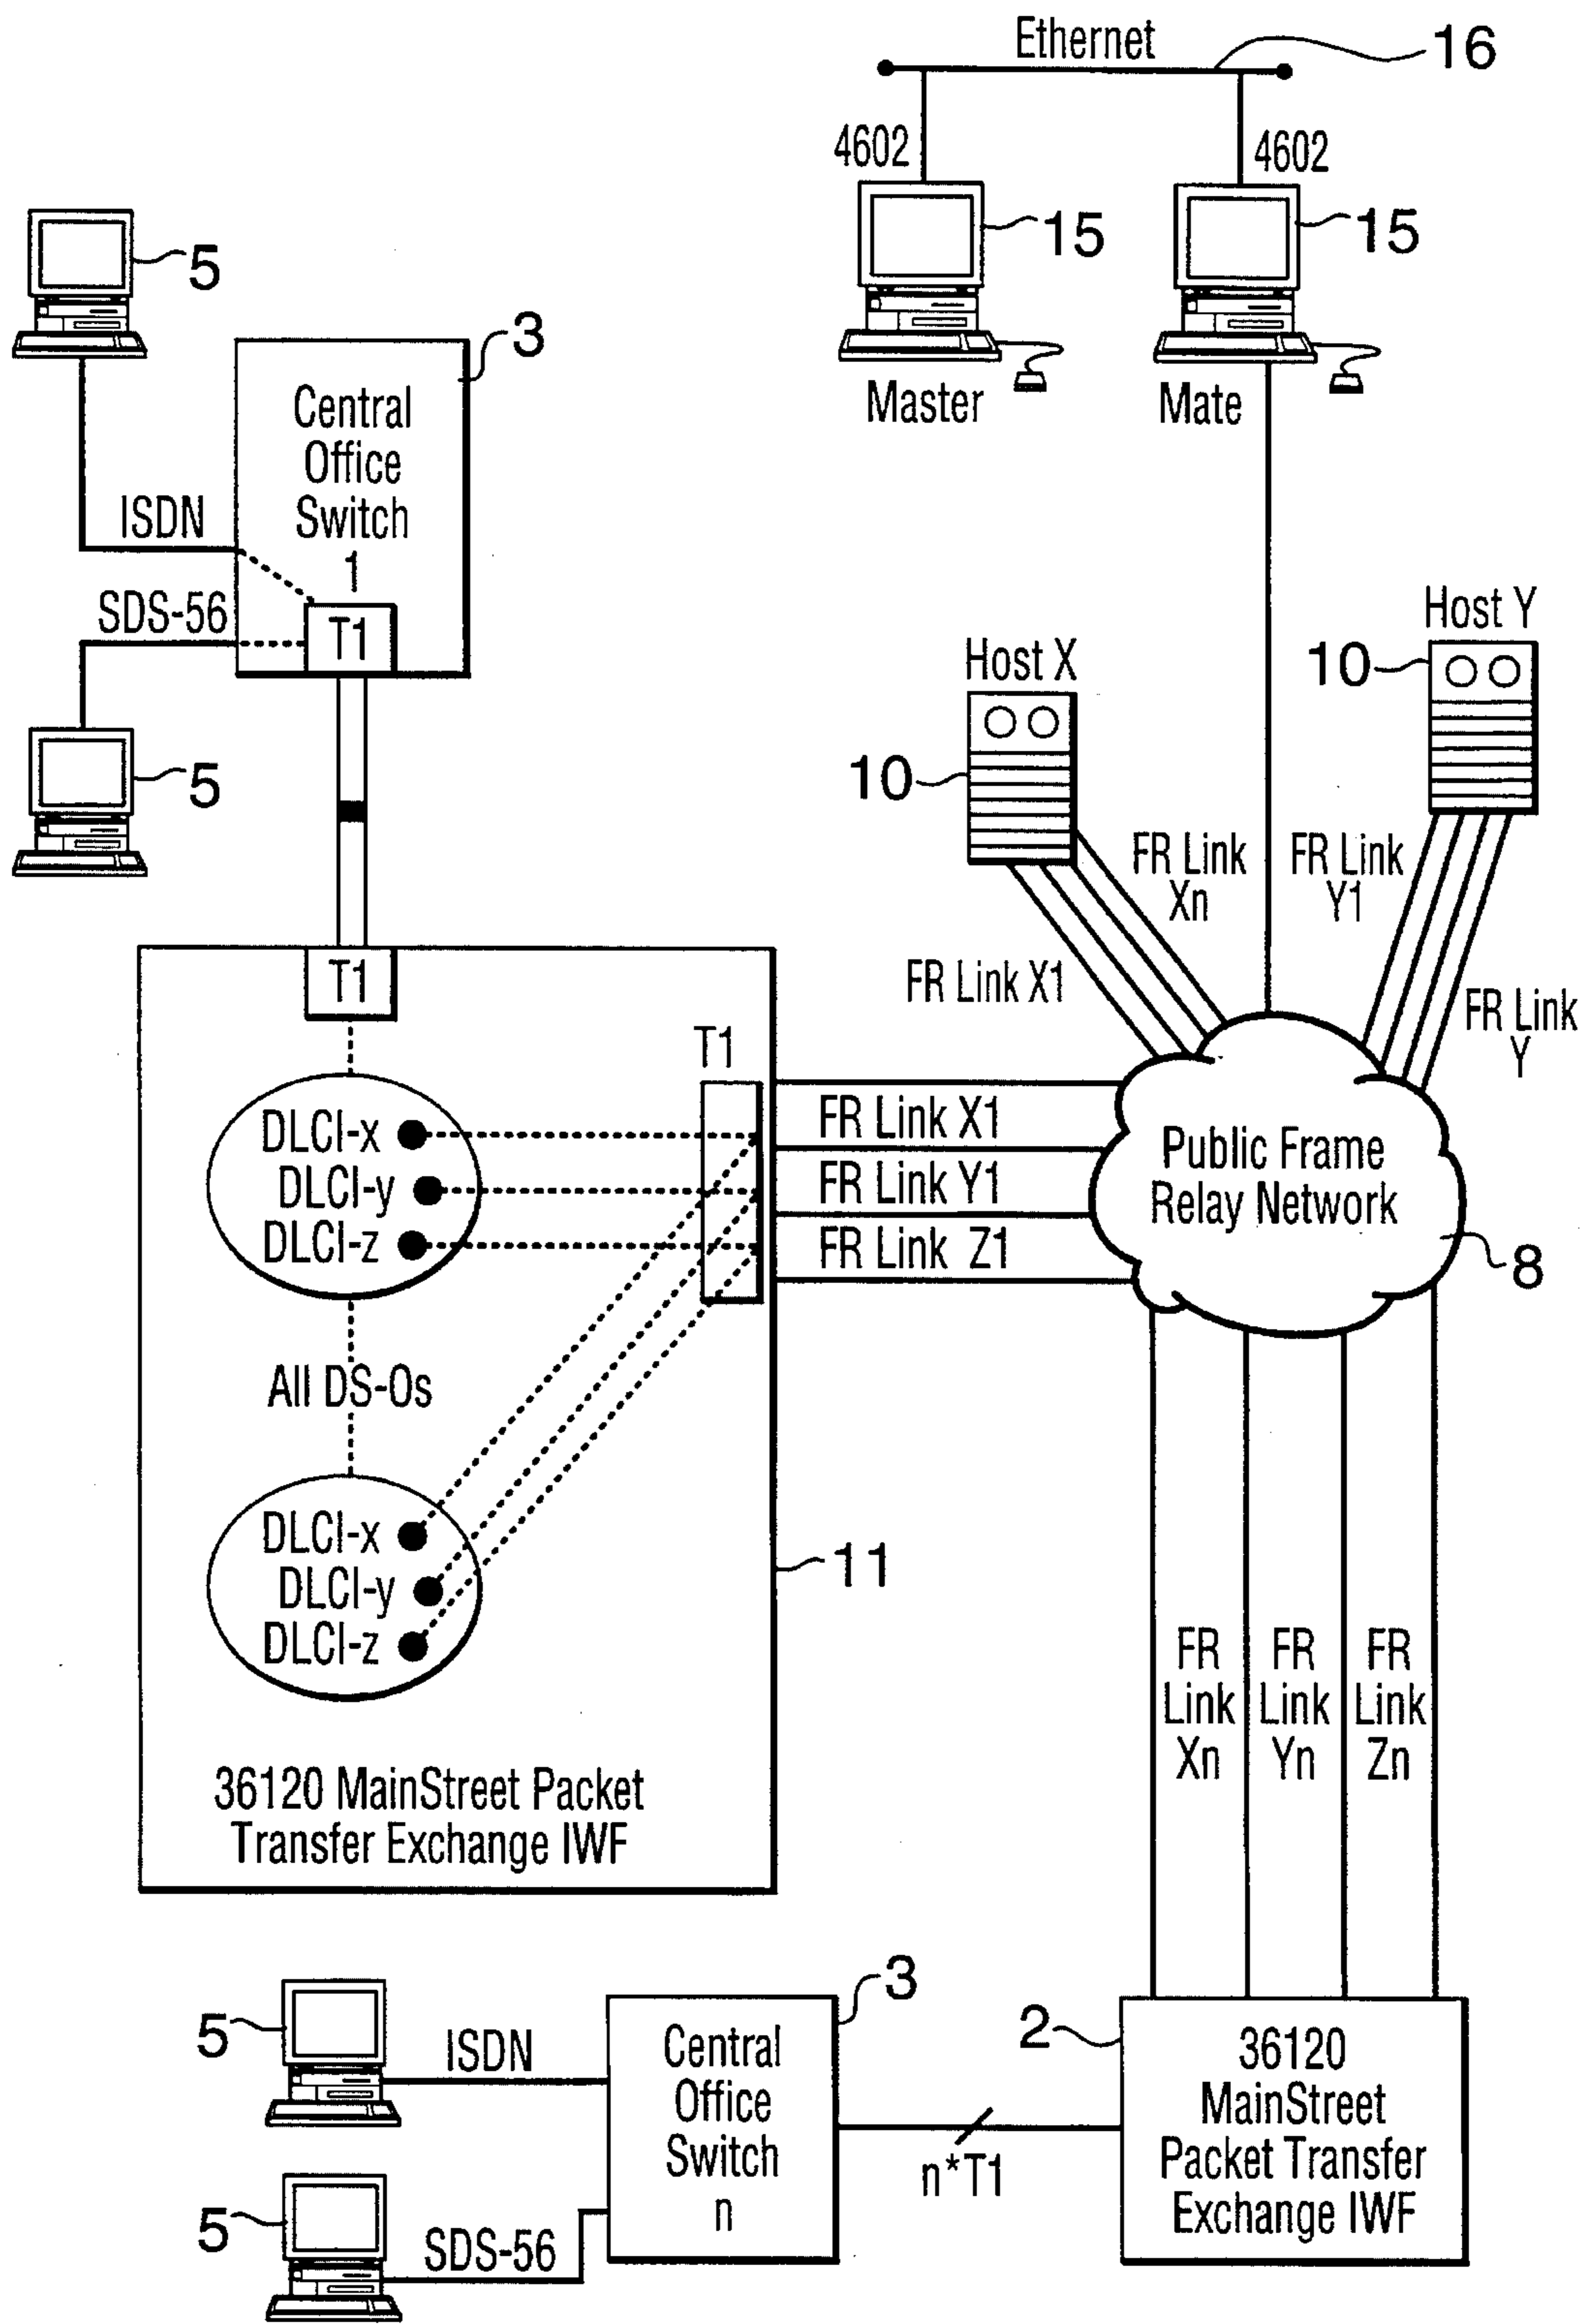 Ethernet
16
4602
4602
15
15
Master
Mate
5
3
Central
Office
Switch
1
ISDN
SDS-56
T1
5
Host X
10
Host Y
10
FR Link
Xn
FR Link
Y1
FR Link X1
FR Link
Y
T1
T1
DLCI-x
DLCI-y
DLCI-z
FR Link X1
FR Link Y1
FR Link Z1
Public Frame
Relay Network
8
All DS-Os
DLCI-x
DLCI-y
DLCI-z
11
FR
Link
Xn
FR
Link
Yn
FR
Link
Zn
36120 MainStreet Packet
Transfer Exchange IWF
5
ISDN
3
Central
Office
Switch
n
5
SDS-56
n*T1
2
36120
MainStreet
Packet Transfer
Exchange IWF